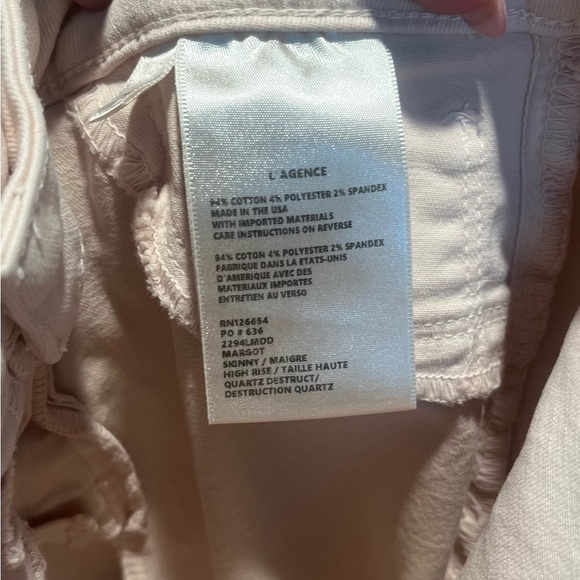 L'AGENCE
94% COTTON 4% POLYESTER 2% SPANDEX
MADE IN THE USA
WITH IMPORTED MATERIALS
CARE INSTRUCTIONS ON REVERSE
94% COTON 4% POLYESTER 2% SPANDEX
FABRIQUE DANS LA ETATS-UNIS
D'AMERIQUE AVEC DES
MATERIAUX IMPORTES
ENTRETIEN AU VERSO
RN126654
PO # 636
2294LMDD
MARGOT
SKINNY / MAIGRE
HIGH RISE / TAILLE HAUTE
QUARTZ DESTRUCT/
DESTRUCTION QUARTZ